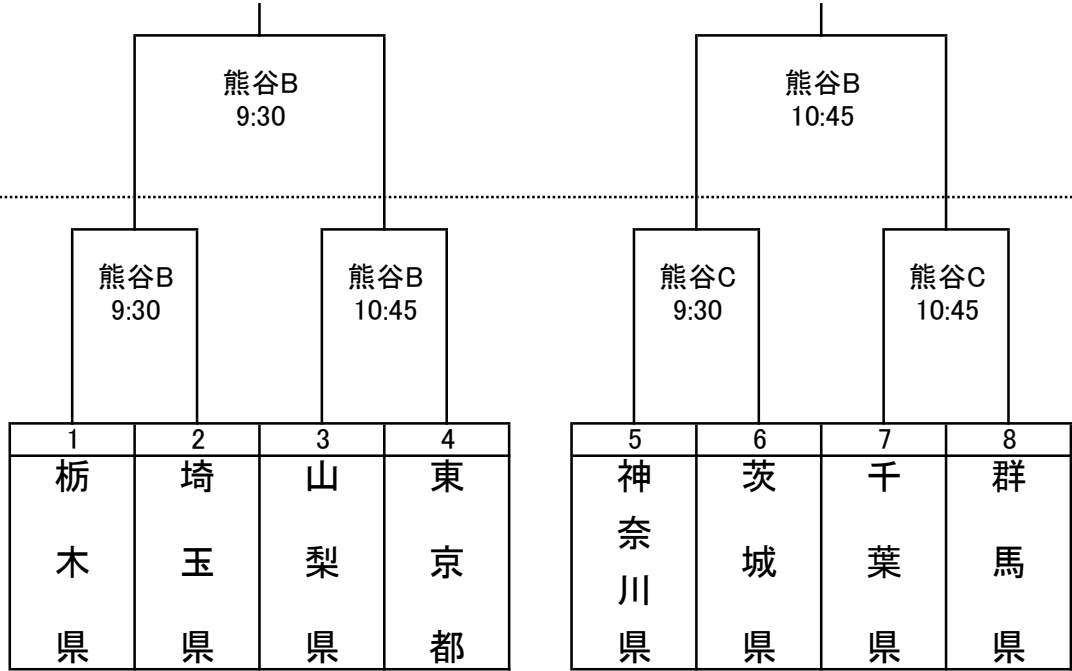 熊谷B
9:30
熊谷B
10:45
熊谷B
9:30
熊谷B
10:45
熊谷C
9:30
熊谷C
10:45
1
2
3
4
5
6
7
8
栃木県
埼玉県
山梨県
東京都
神奈川県
茨城県
千葉県
群馬県